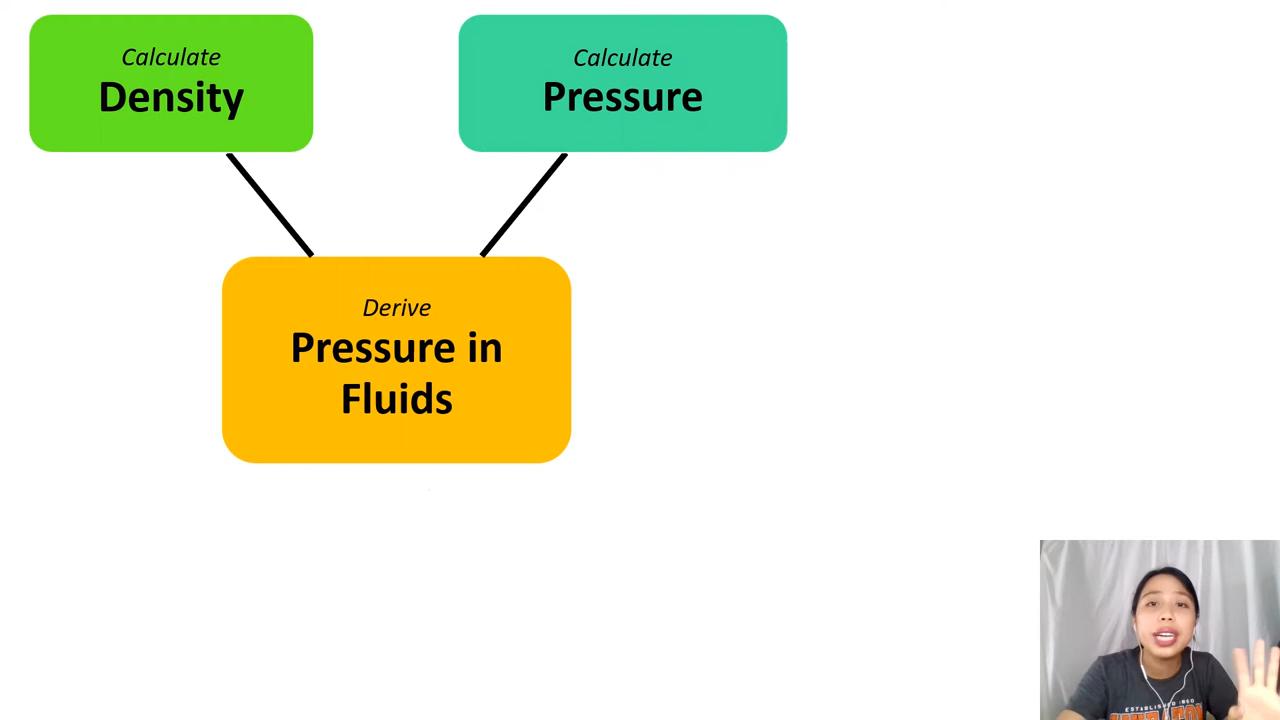 Calculate
Density
Calculate
Pressure
Derive
Pressure in
Fluids